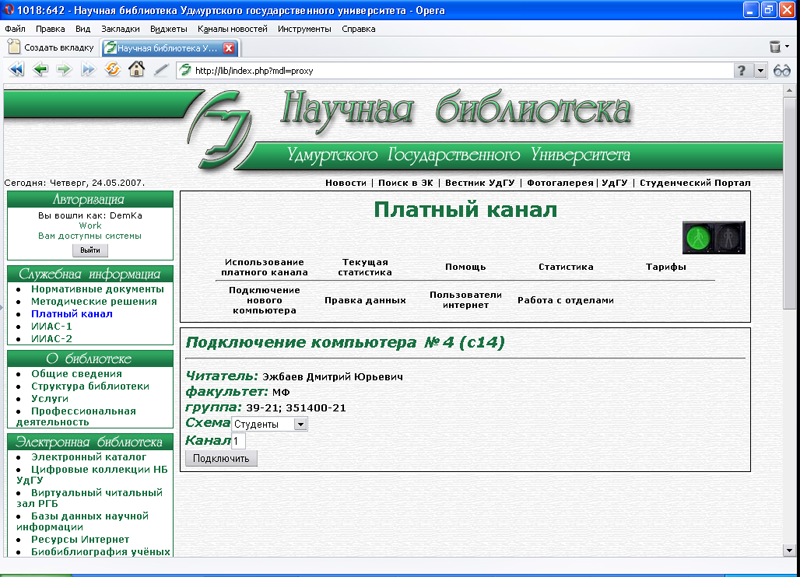 1018:642 - Научная библиотека Удмуртского государственного университета - Opera
Файл Правка Вид Закладки Виджеты Каналы новостей Инструменты Справка
Создать вкладку Научная библиотека У...
http://lib/index.php?mdl=proxy ?
Научная библиотека
Удмуртского Государственного Университета
Сегодня: Четверг, 24.05.2007.
Новости | Поиск в ЭК | Вестник УдГУ | Фотогалерея | УдГУ | Студенческий Портал
Авторизация
Вы вошли как: DemKa
Work
Вам доступны системы
Выйти
Служебная информация
Нормативные документы
Методические решения
Платный канал
ИИАС-1
ИИАС-2
О библиотеке
Общие сведения
Структура библиотеки
Услуги
Профессиональная
деятельность
Электронная библиотека
Электронный каталог
Цифровые коллекции НБ
УдГУ
Виртуальный читальный
зал РГБ
Базы данных научной
информации
Ресурсы Интернет
Биобиблиография учёных
Платный канал
Использование
платного канала
Текущая
статистика
Помощь
Статистика
Тарифы
Подключение
нового
компьютера
Правка данных
Пользователи
интернет
Работа с отделами
Подключение компьютера №4 (c14)
Читатель: Эжбаев Дмитрий Юрьевич
факультет: МФ
группа: 39-21; 351400-21
Схема Студенты
Канал 1
Подключить